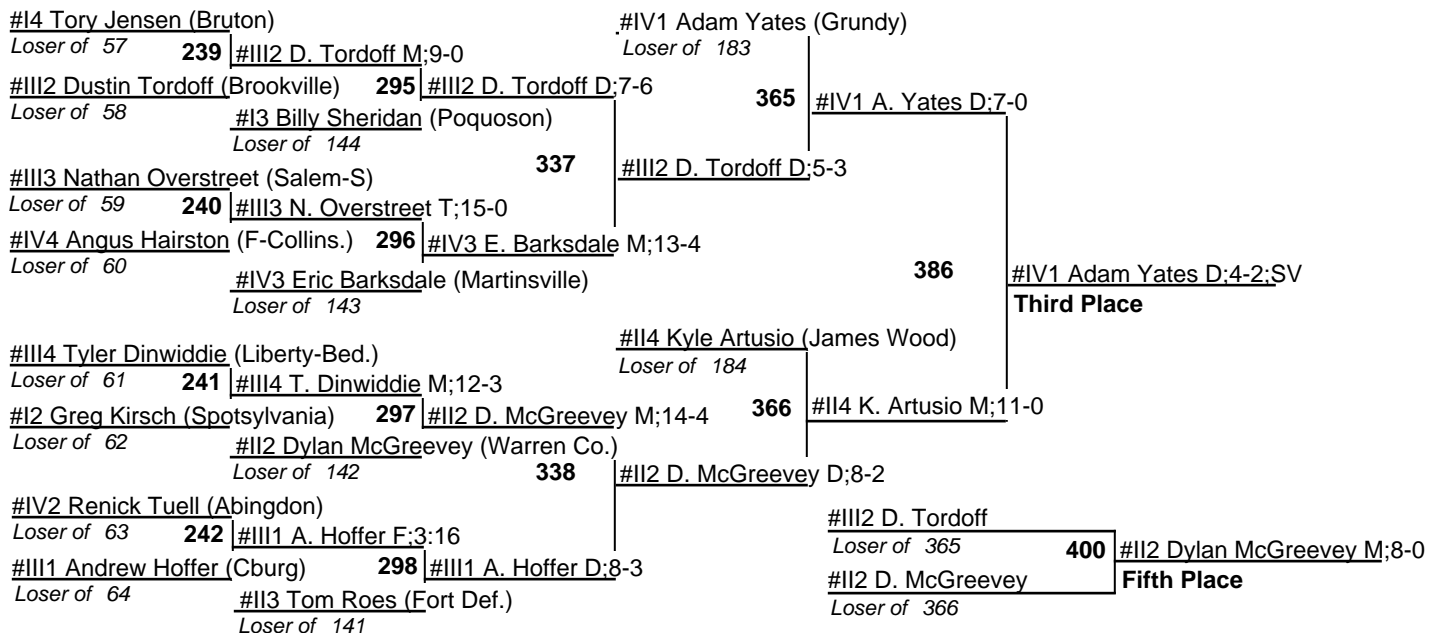 #I4 Tory Jensen (Bruton)
Loser of 57
239
#III2 D. Tordoff M;9-0
#III2 Dustin Tordoff (Brookville)
Loser of 58
295
#III2 D. Tordoff D;7-6
#I3 Billy Sheridan (Poquoson)
Loser of 144
337
#III2 D. Tordoff D;5-3
#III3 Nathan Overstreet (Salem-S)
Loser of 59
240
#III3 N. Overstreet T;15-0
#IV4 Angus Hairston (F-Collins.)
Loser of 60
296
#IV3 E. Barksdale M;13-4
#IV3 Eric Barksdale (Martinsville)
Loser of 143
#IV1 Adam Yates (Grundy)
Loser of 183
365
#IV1 A. Yates D;7-0
386
#IV1 Adam Yates D;4-2;SV
Third Place
#III4 Tyler Dinwiddie (Liberty-Bed.)
Loser of 61
241
#III4 T. Dinwiddie M;12-3
#I2 Greg Kirsch (Spotsylvania)
Loser of 62
297
#II2 D. McGreevey M;14-4
#II2 Dylan McGreevey (Warren Co.)
Loser of 142
338
#II2 D. McGreevey D;8-2
#IV2 Renick Tuell (Abingdon)
Loser of 63
242
#III1 A. Hoffer F;3:16
#III1 Andrew Hoffer (Cburg)
Loser of 64
298
#III1 A. Hoffer D;8-3
#II3 Tom Roes (Fort Def.)
Loser of 141
#II4 Kyle Artusio (James Wood)
Loser of 184
366
#II4 K. Artusio M;11-0
#III2 D. Tordoff
Loser of 365
400
#II2 Dylan McGreevey M;8-0
#II2 D. McGreevey
Fifth Place
Loser of 366